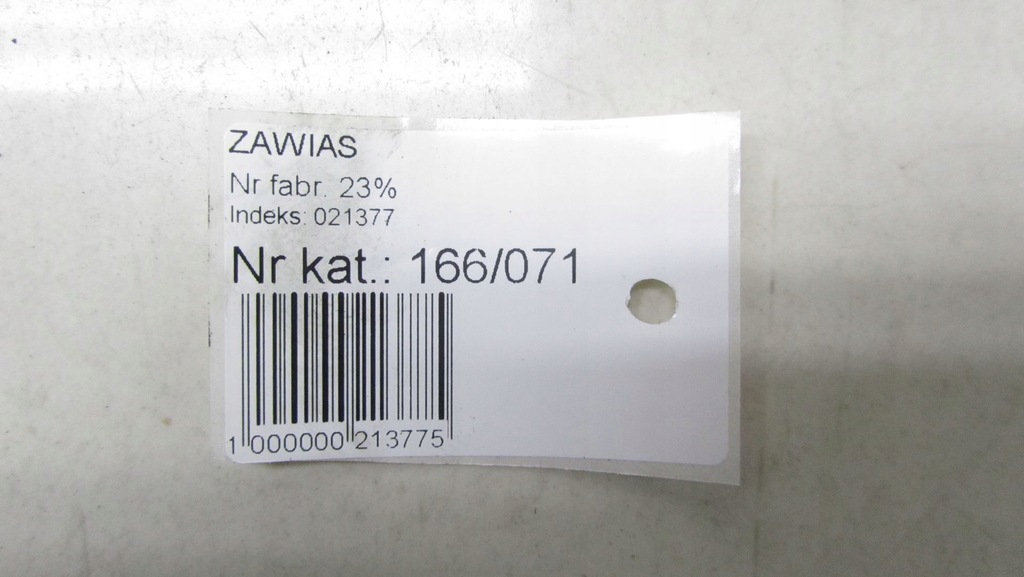 ZAWIAS
Nr fabr. 23%
Indeks: 021377
Nr kat.: 166/071
1 000000 213775